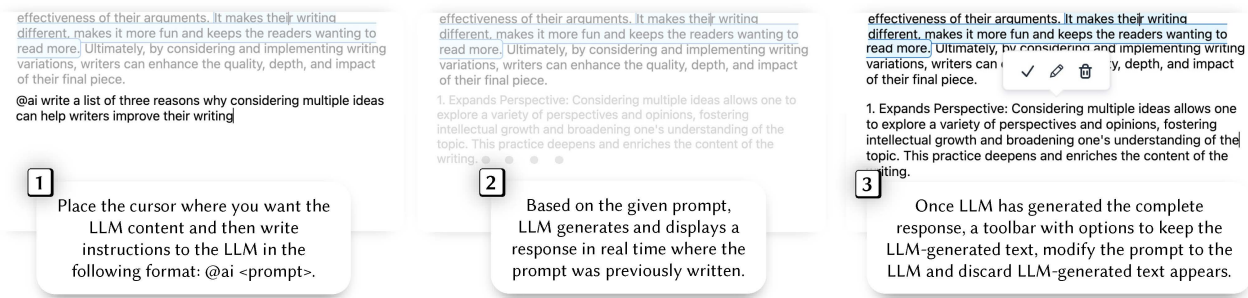 effectiveness of their arguments. It makes their writing
different. makes it more fun and keeps the readers wanting to
read more. Ultimately, by considering and implementing writing
variations, writers can enhance the quality, depth, and impact
of their final piece.
@ai write a list of three reasons why considering multiple ideas
can help writers improve their writing
1
Place the cursor where you want the
LLM content and then write
instructions to the LLM in the
following format: @ai <prompt>.
effectiveness of their arguments. It makes their writing
different. makes it more fun and keeps the readers wanting to
read more. Ultimately, by considering and implementing writing
variations, writers can enhance the quality, depth, and impact
of their final piece.
1. Expands Perspective: Considering multiple ideas allows one to
explore a variety of perspectives and opinions, fostering
intellectual growth and broadening one's understanding of the
topic. This practice deepens and enriches the content of the
writing.
2
Based on the given prompt,
LLM generates and displays a
response in real time where the
prompt was previously written.
effectiveness of their arguments. It makes their writing
different. makes it more fun and keeps the readers wanting to
read more. Ultimately, by considering and implementing writing
variations, writers can y, depth, and impact
of their final piece.
1. Expands Perspective: Considering multiple ideas allows one
to explore a variety of perspectives and opinions, fostering
intellectual growth and broadening one's understanding of the
topic. This practice deepens and enriches the content of the
writing.
3
Once LLM has generated the complete
response, a toolbar with options to keep the
LLM-generated text, modify the prompt to the
LLM and discard LLM-generated text appears.